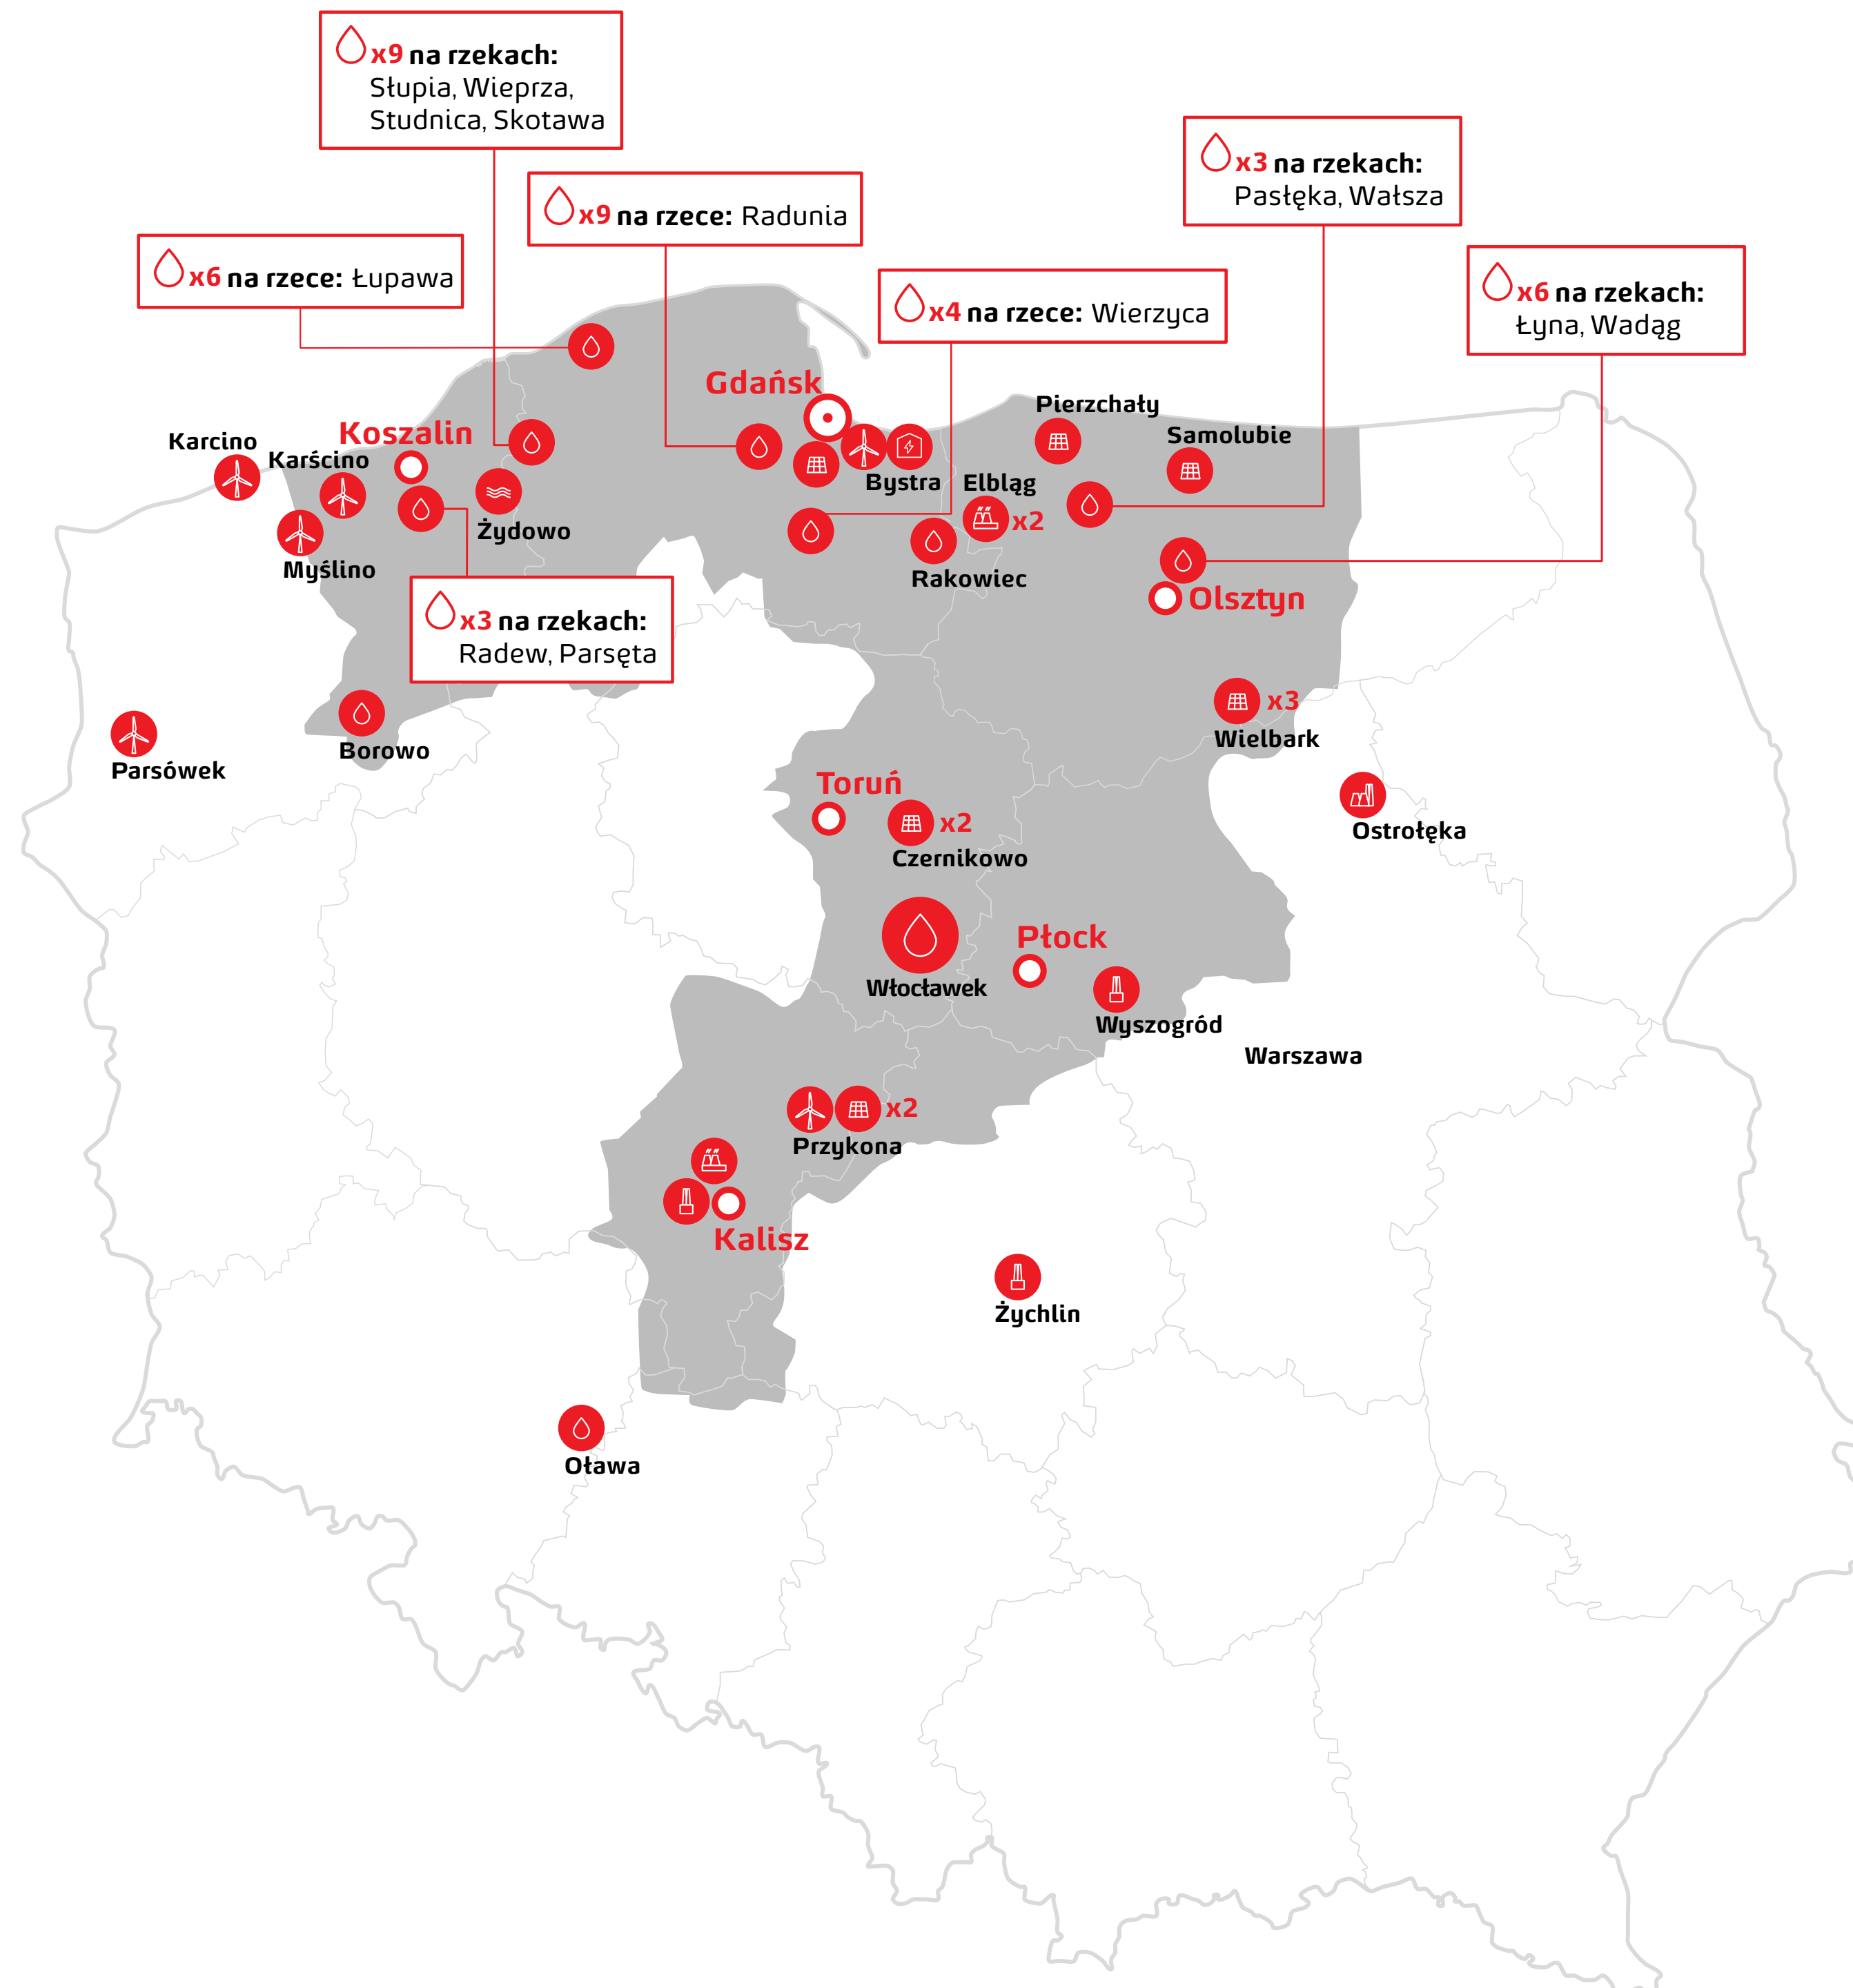 x9 na rzekach:
Słupia, Wieprza,
Studnica, Skotawa
x3 na rzekach:
Pasłęka, Wałsza
x9 na rzece: Radunia
x6 na rzece: Łupawa
x4 na rzece: Wierzyca
x6 na rzekach:
Łyna, Wadąg
Gdańsk
Pierzchały
Koszalin
Karcino
Samolubie
Karścino
Bystra
Elbląg
x2
Żydowo
Myślino
Rakowiec
Olsztyn
x3 na rzekach:
Radew, Parsęta
x3
Wielbark
Borowo
Parsówek
Toruń
x2
Ostrołęka
Czernikowo
Płock
Włocławek
Wyszogród
Warszawa
x2
Przykona
Kalisz
Żychlin
Oława